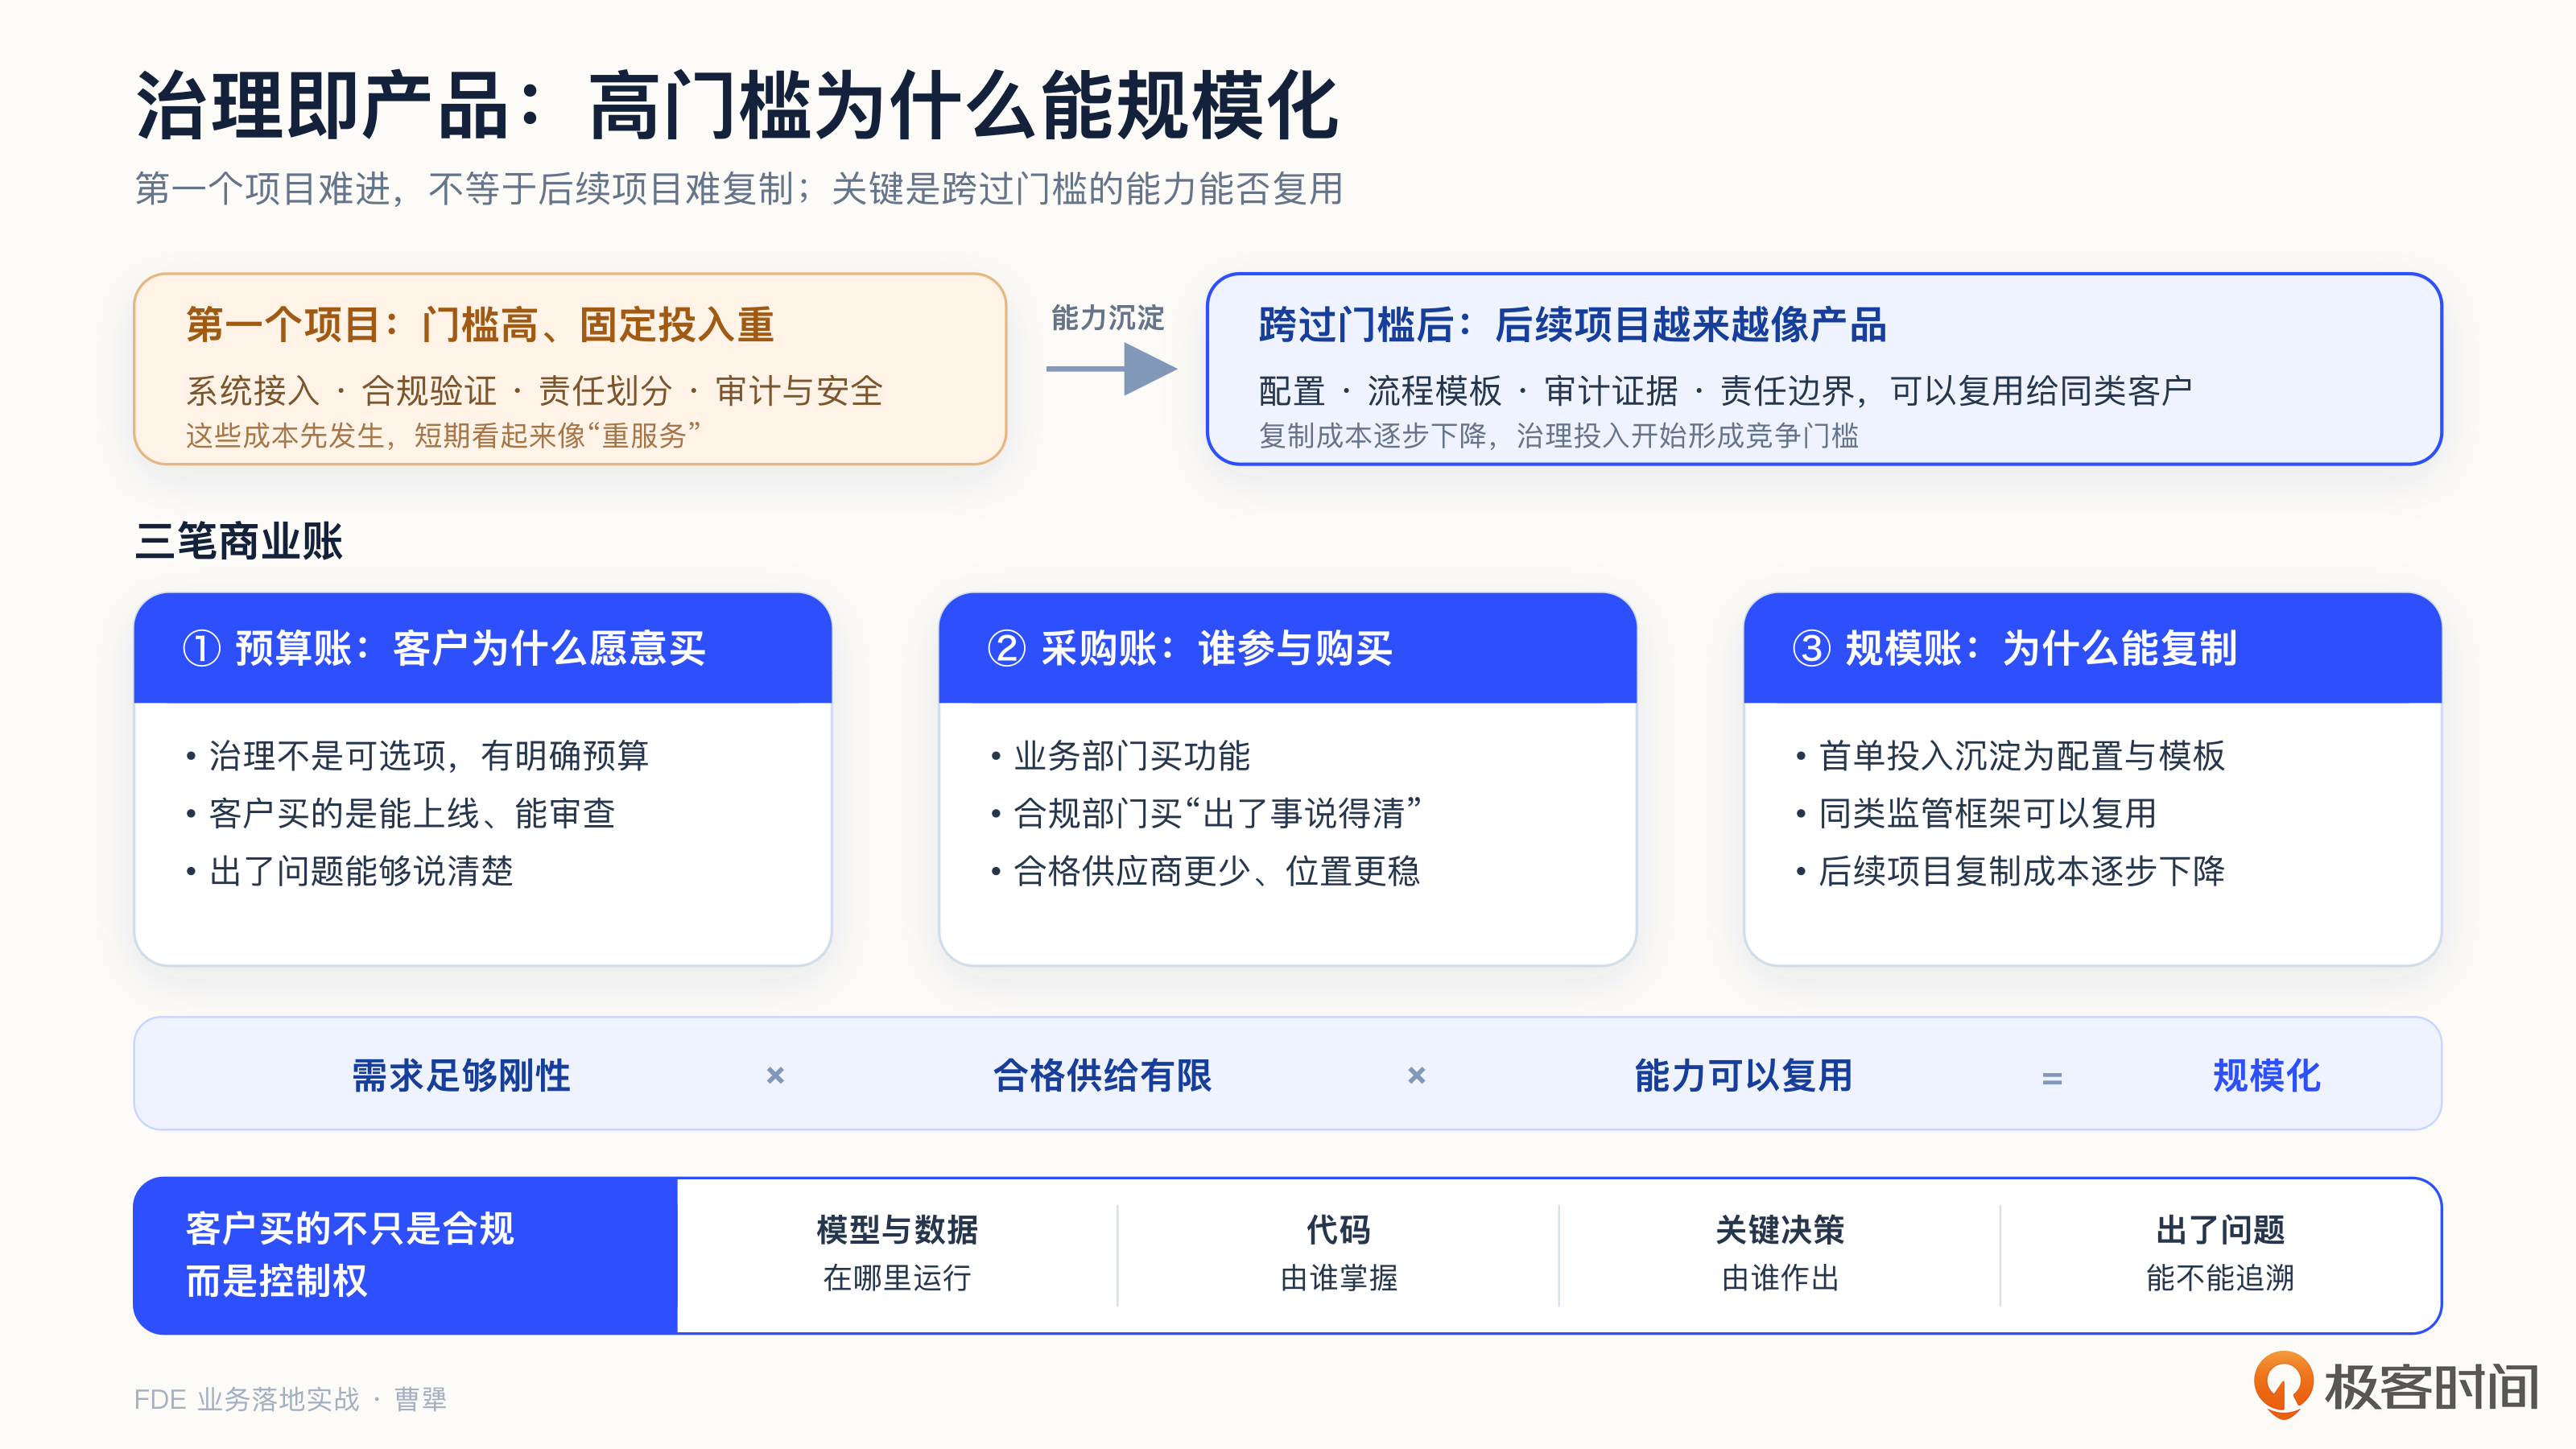 治理即产品：高门槛为什么能规模化
第一个项目难进，不等于后续项目难复制；关键是跨过门槛的能力能否复用
第一个项目：门槛高、固定投入重
系统接入 · 合规验证 · 责任划分 · 审计与安全
这些成本先发生，短期看起来像“重服务”
能力沉淀
跨过门槛后：后续项目越来越像产品
配置 · 流程模板 · 审计证据 · 责任边界，可以复用给同类客户
复制成本逐步下降，治理投入开始形成竞争门槛
三笔商业账
① 预算账：客户为什么愿意买
• 治理不是可选项，有明确预算
• 客户买的是能上线、能审查
• 出了问题能够说清楚
② 采购账：谁参与购买
• 业务部门买功能
• 合规部门买“出了事说得清”
• 合格供应商更少、位置更稳
③ 规模账：为什么能复制
• 首单投入沉淀为配置与模板
• 同类监管框架可以复用
• 后续项目复制成本逐步下降
需求足够刚性 × 合格供给有限 × 能力可以复用 = 规模化
客户买的不只是合规
而是控制权
模型与数据
在哪里运行
代码
由谁掌握
关键决策
由谁作出
出了问题
能不能追溯
FDE 业务落地实战 · 曹犟
极客时间